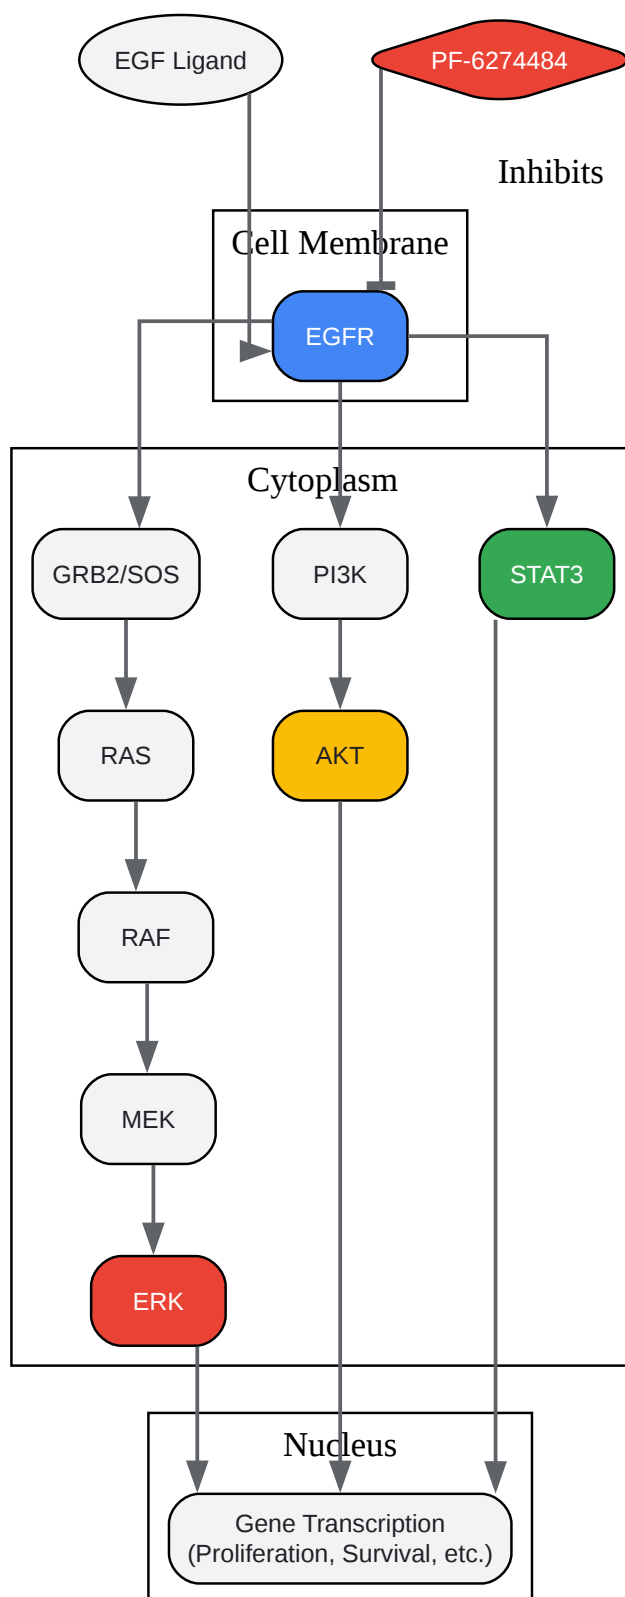 EGF Ligand
PF-6274484
Inhibits
Cell Membrane
EGFR
Cytoplasm
GRB2/SOS
PI3K
STAT3
RAS
AKT
RAF
MEK
ERK
Nucleus
Gene Transcription
(Proliferation, Survival, etc.)